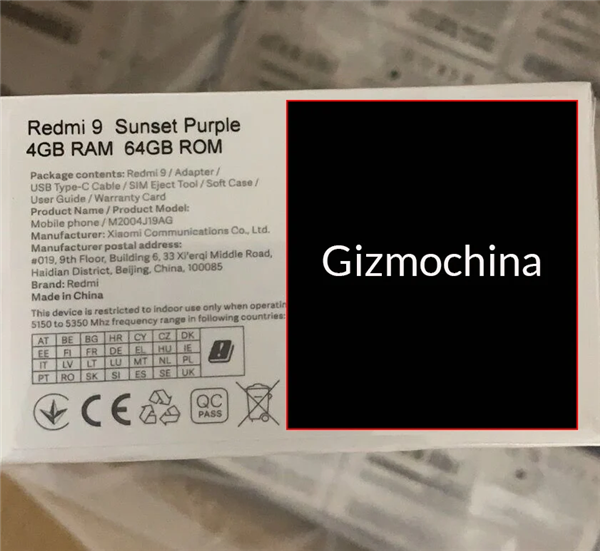 Redmi 9 Sunset Purple
4GB RAM 64GB ROM
Package contents: Redmi 9 / Adapter /
USB Type-C Cable / SIM Eject Tool / Soft Case /
User Guide / Warranty Card
Product Name / Product Model:
Mobile phone / M2004J19AG
Manufacturer: Xiaomi Communications Co., Ltd.
Manufacturer postal address:
#019, 9th Floor, Building 6, 33 Xi'erqi Middle Road,
Haidian District, Beijing, China, 100085
Brand: Redmi
Made in China
This device is restricted to indoor use only when operatin
5150 to 5350 Mhz frequency range in following countries:
AT BE BG HR CY CZ DK
EE FI FR DE EL HU IE
IT LV LT LU MT NL PL
PT RO SK SI ES SE UK
CE
QC
PASS
Gizmochina